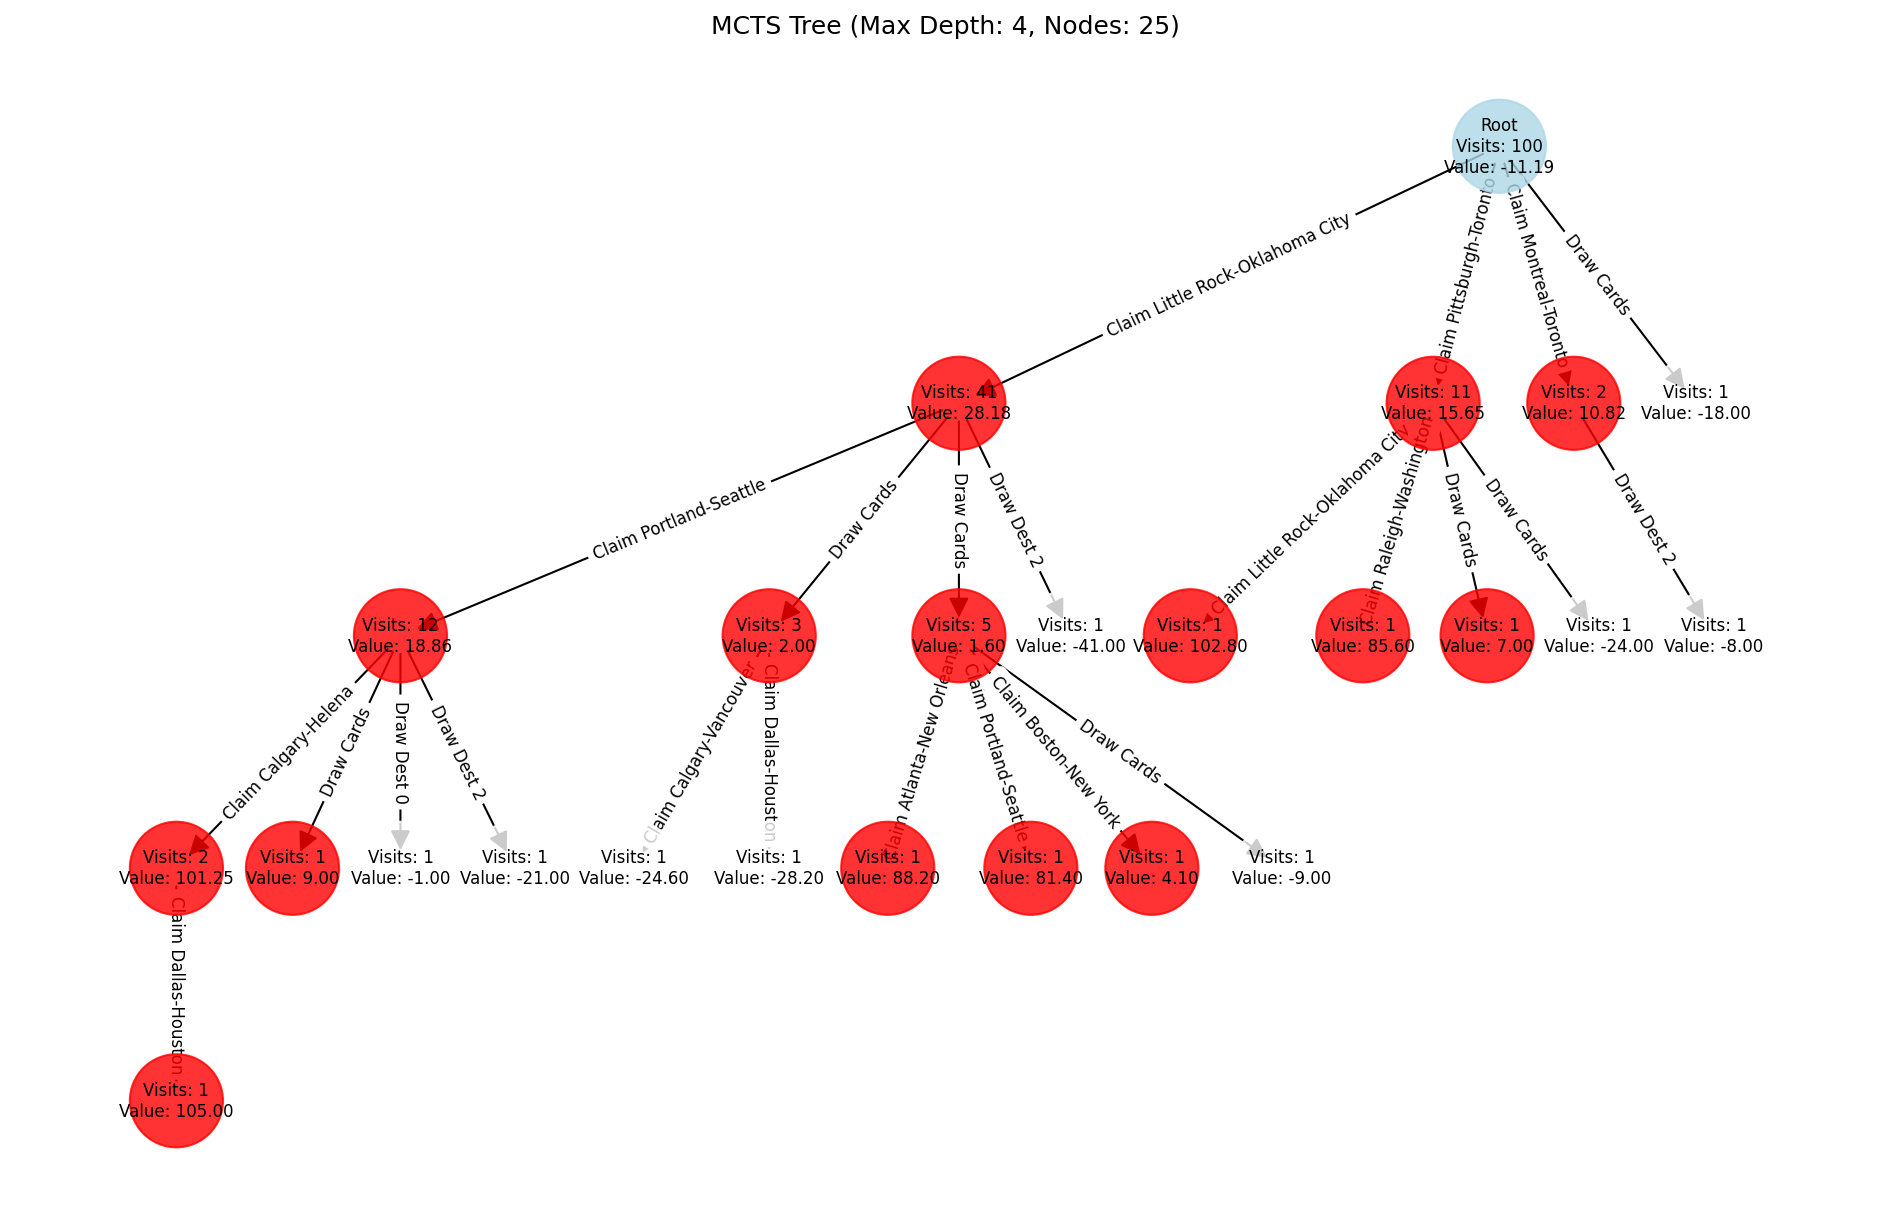 MCTS Tree (Max Depth: 4, Nodes: 25)
Root
Visits: 100
Value: -11.19
Claim Little Rock-Oklahoma City
Claim Pittsburgh-Toronto
Claim Montreal-Toronto
Draw Cards
Visits: 41
Value: 28.18
Visits: 11
Value: 15.65
Visits: 2
Value: 10.82
Visits: 1
Value: -18.00
Claim Portland-Seattle
Draw Cards
Draw Cards
Draw Dest 2
Claim Little Rock-Oklahoma City
Claim Raleigh-Washington
Draw Cards
Draw Cards
Draw Dest 2
Visits: 12
Value: 18.86
Visits: 3
Value: 2.00
Visits: 5
Value: 1.60
Visits: 1
Value: -41.00
Visits: 1
Value: 102.80
Visits: 1
Value: 85.60
Visits: 1
Value: 7.00
Visits: 1
Value: -24.00
Visits: 1
Value: -8.00
Claim Calgary-Helena
Draw Cards
Draw Dest 0
Draw Dest 2
Claim Calgary-Vancouver
Claim Dallas-Houston
Claim Atlanta-New Orleans
Claim Portland-Seattle
Claim Boston-New York
Draw Cards
Visits: 2
Value: 101.25
Visits: 1
Value: 9.00
Visits: 1
Value: -1.00
Visits: 1
Value: -21.00
Visits: 1
Value: -24.60
Visits: 1
Value: -28.20
Visits: 1
Value: 88.20
Visits: 1
Value: 81.40
Visits: 1
Value: 4.10
Visits: 1
Value: -9.00
Claim Dallas-Houston
Visits: 1
Value: 105.00